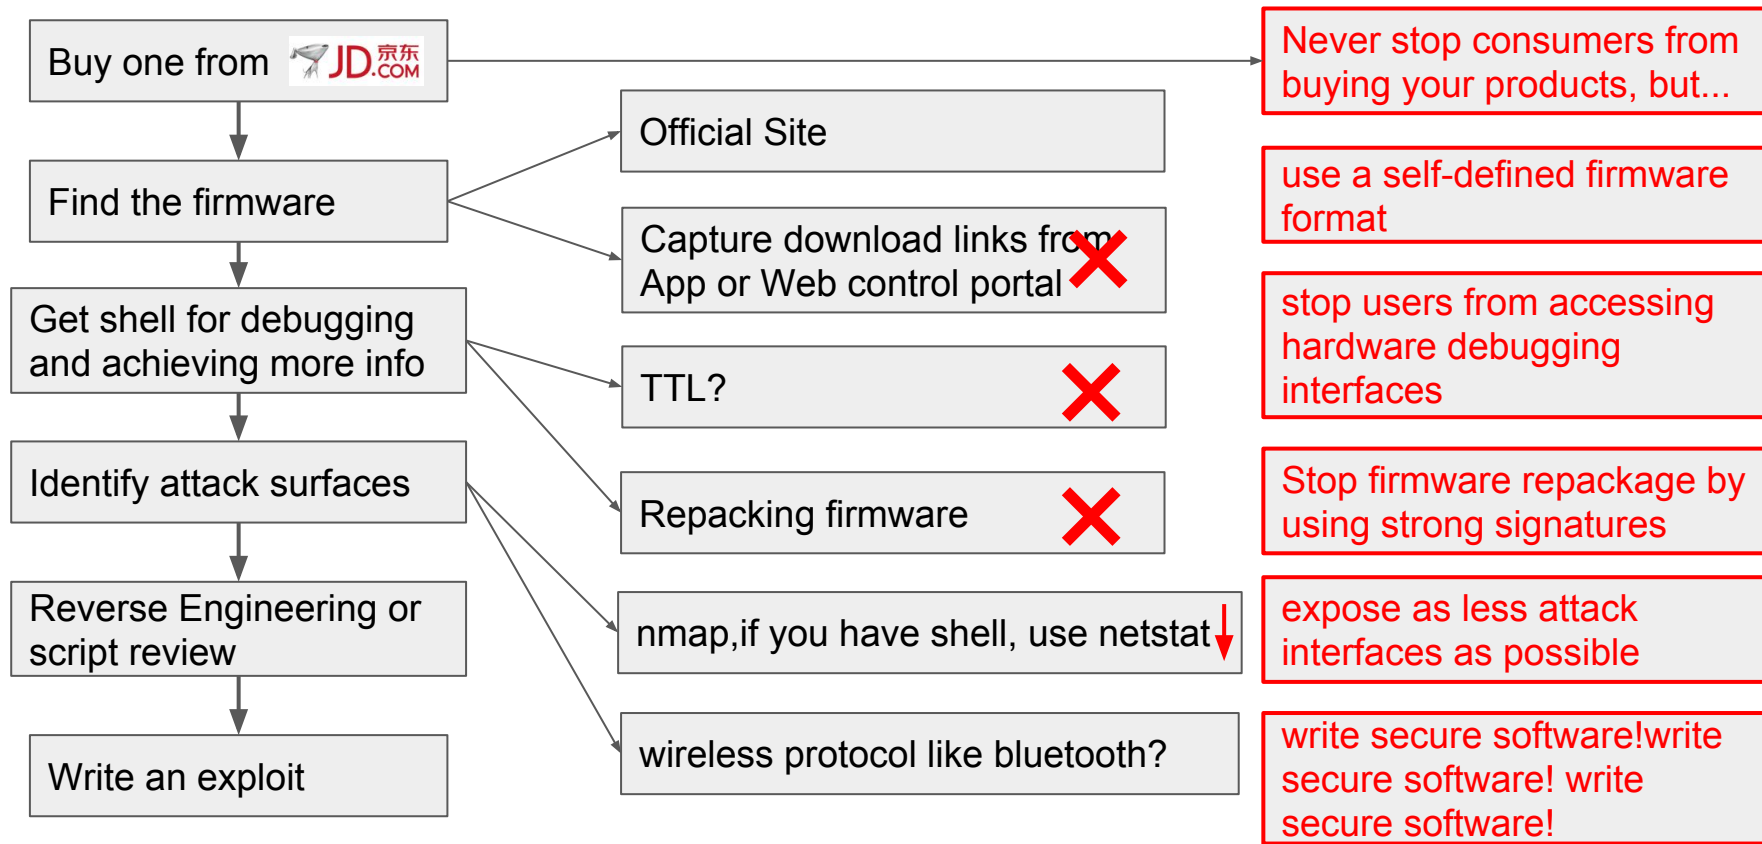 Buy one from JD.COM 京东
Never stop consumers from
buying your products, but...
Official Site
Find the firmware
use a self-defined firmware
format
Capture download links from
App or Web control portal
Get shell for debugging
and achieving more info
stop users from accessing
hardware debugging
interfaces
TTL?
Identify attack surfaces
Repacking firmware
Stop firmware repackage by
using strong signatures
Reverse Engineering or
script review
nmap,if you have shell, use netstat
expose as less attack
interfaces as possible
Write an exploit
wireless protocol like bluetooth?
write secure software!write
secure software! write
secure software!